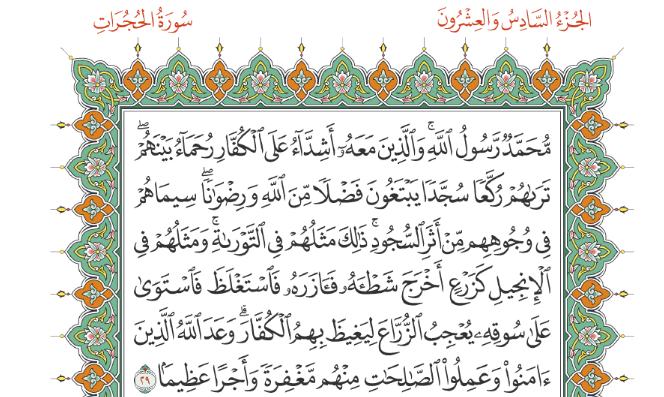 الجُزْءُ السَّادِسُ وَالعِشْرُونَ
سُورَةُ الحُجُرَاتِ
مُّحَمَّدٌ رَّسُولُ ٱللَّهِۚ وَٱلَّذِينَ مَعَهُۥٓ أَشِدَّآءُ عَلَى ٱلۡكُفَّارِ رُحَمَآءُ بَيۡنَهُمۡۖ
تَرَىٰهُمۡ رُكَّعٗا سُجَّدٗا يَبۡتَغُونَ فَضۡلٗا مِّنَ ٱللَّهِ وَرِضۡوَٰنٗاۖ سِيمَاهُمۡ
فِي وُجُوهِهِم مِّنۡ أَثَرِ ٱلسُّجُودِۚ ذَٰلِكَ مَثَلُهُمۡ فِي ٱلتَّوۡرَىٰةِۚ وَمَثَلُهُمۡ فِي
ٱلۡإِنجِيلِ كَزَرۡعٍ أَخۡرَجَ شَطۡـَٔهُۥ فَـَٔازَرَهُۥ فَٱسۡتَغۡلَظَ فَٱسۡتَوَىٰ
عَلَىٰ سُوقِهِۦ يُعۡجِبُ ٱلزُّرَّاعَ لِيَغِيظَ بِهِمُ ٱلۡكُفَّارَۗ وَعَدَ ٱللَّهُ ٱلَّذِينَ
ءَامَنُواْ وَعَمِلُواْ ٱلصَّٰلِحَٰتِ مِنۡهُم مَّغۡفِرَةٗ وَأَجۡرًا عَظِيمَۢا ٢٩